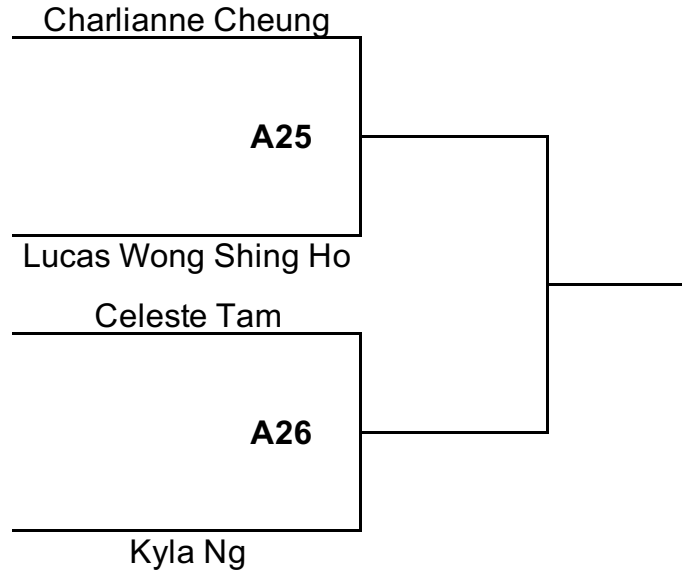 Charlianne Cheung
A25
Lucas Wong Shing Ho
Celeste Tam
A26
Kyla Ng